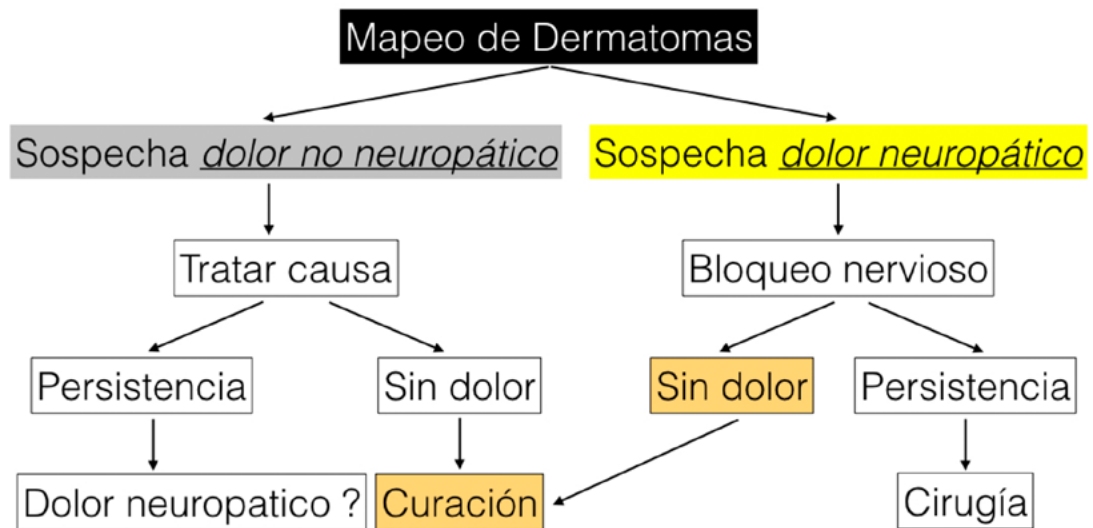 Mapeo de Dermatomas
Sospecha dolor no neuropático
Sospecha dolor neuropático
Tratar causa
Bloqueo nervioso
Persistencia
Sin dolor
Sin dolor
Persistencia
Dolor neuropatico ?
Curación
Cirugía